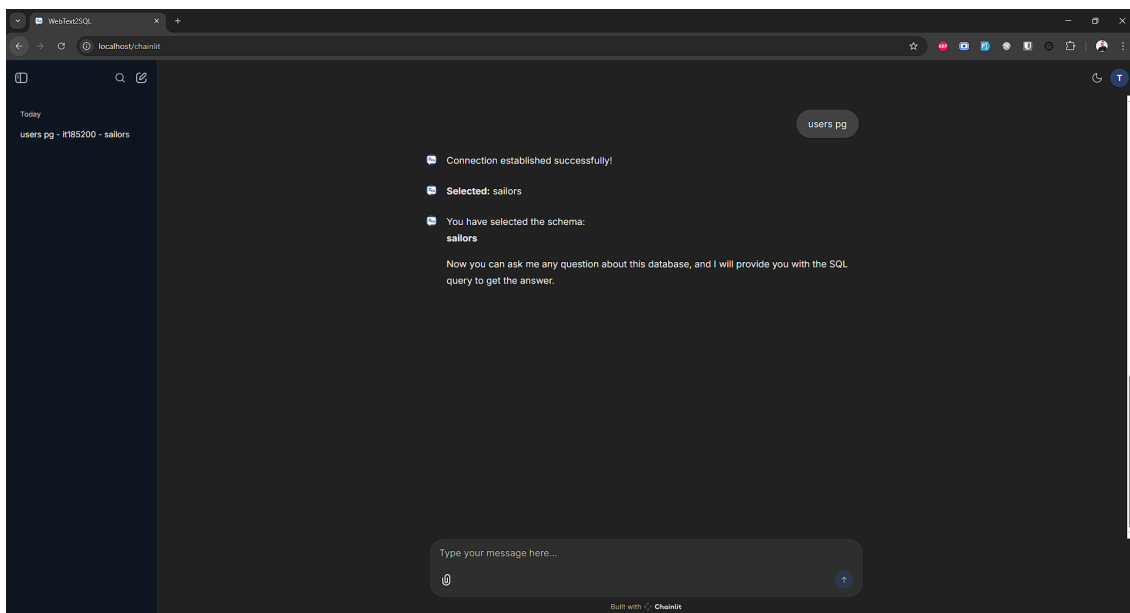 WebText2SQL
localhost/chainlit
ABP
T
Today
users pg - it185200 - sailors
users pg
Connection established successfully!
Selected: sailors
You have selected the schema:
sailors
Now you can ask me any question about this database, and I will provide you with the SQL
query to get the answer.
Type your message here...
Built with Chainlit